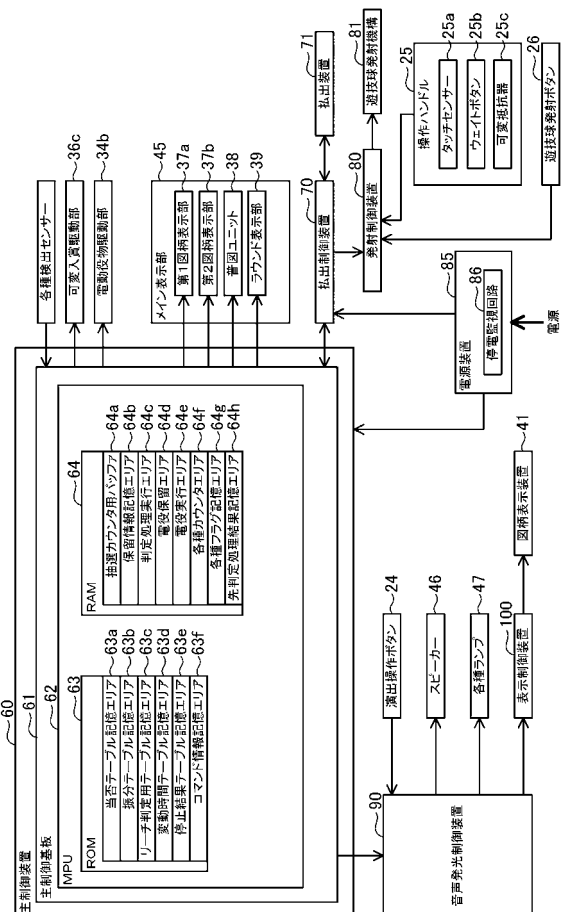 主制御装置
60
主制御基板
61
MPU
62
ROM
63
当否テーブル記憶エリア
63a
振分テーブル記憶エリア
63b
リーチ判定用テーブル記憶エリア
63c
変動時間テーブル記憶エリア
63d
停止結果テーブル記憶エリア
63e
コマンド情報記憶エリア
63f
RAM
64
抽選カウンタ用バッファ
64a
保留情報記憶エリア
64b
判定処理実行エリア
64c
電役保留エリア
64d
電役実行エリア
64e
各種カウンタエリア
64f
各種フラグ記憶エリア
64g
先判定処理結果記憶エリア
64h
各種検出センサー
可変入賞駆動部
36c
電動役物駆動部
34b
メイン表示部
45
第1図柄表示部
37a
第2図柄表示部
37b
普図ユニット
38
ラウンド表示部
39
払出制御装置
70
払出装置
71
発射制御装置
80
遊技球発射機構
81
操作ハンドル
25
タッチセンサー
25a
ウェイトボタン
25b
可変抵抗器
25c
遊技球発射ボタン
26
電源装置
85
停電監視回路
86
電源
音声発光制御装置
90
演出操作ボタン
24
スピーカー
46
各種ランプ
47
表示制御装置
100
図柄表示装置
41